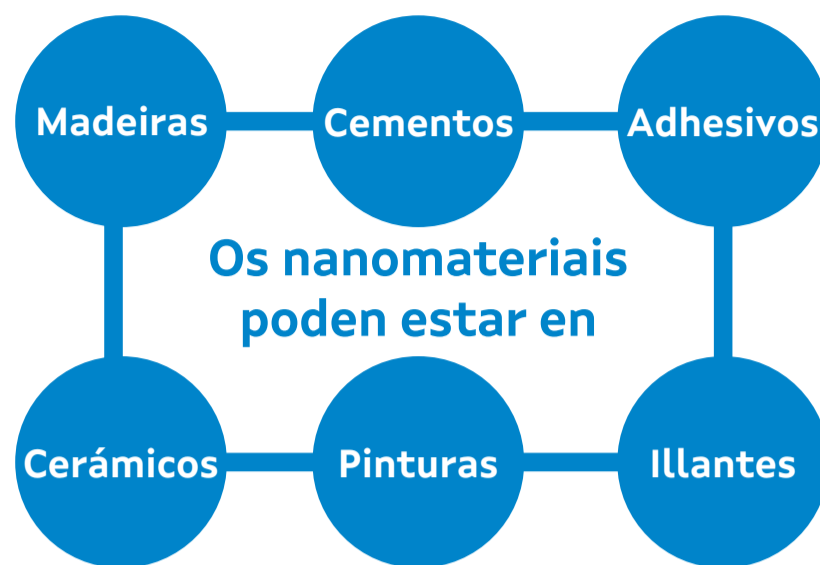 Madeiras
Cementos
Adhesivos
Os nanomateriais
poden estar en
Cerámicos
Pinturas
Illantes